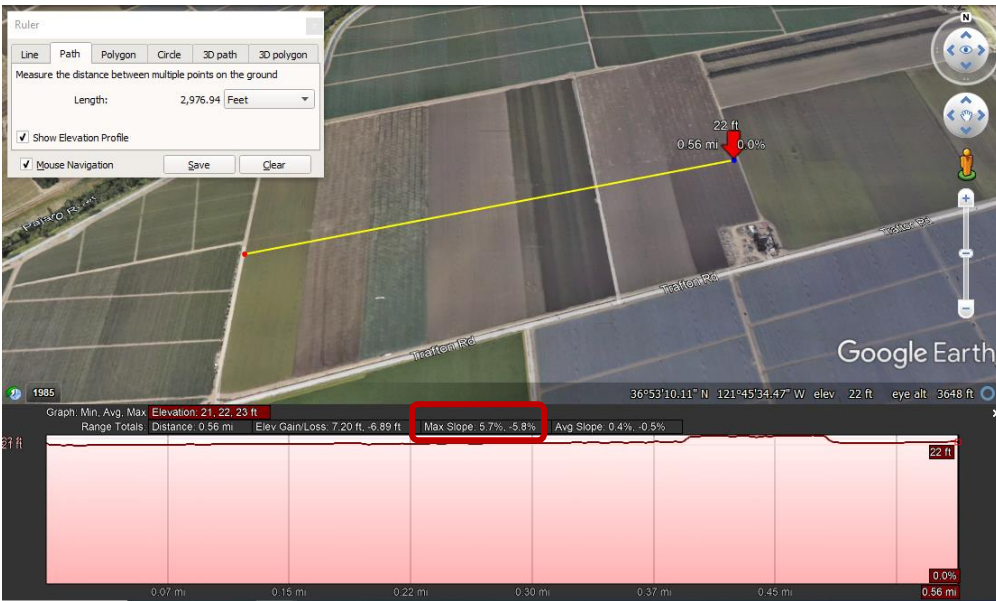 Ruler
Line Path Polygon Circle 3D path 3D polygon
Measure the distance between multiple points on the ground
Length: 2,976.94 Feet
Show Elevation Profile
Mouse Navigation Save Clear
N
22 ft
0.56 mi 0.0%
Pajaro River
Trafton Rd
Trafton Rd
Trafton Rd
Google Earth
1985
36°53'10.11" N 121°45'34.47" W elev 22 ft eye alt 3648 ft
Graph: Min, Avg, Max Elevation: 21, 22, 23 ft
Range Totals: Distance: 0.56 mi Elev Gain/Loss: 7.20 ft, -6.89 ft Max Slope: 5.7%, -5.8% Avg Slope: 0.4%, -0.5%
22 ft
0.0%
0.07 mi 0.15 mi 0.22 mi 0.30 mi 0.37 mi 0.45 mi 0.56 mi